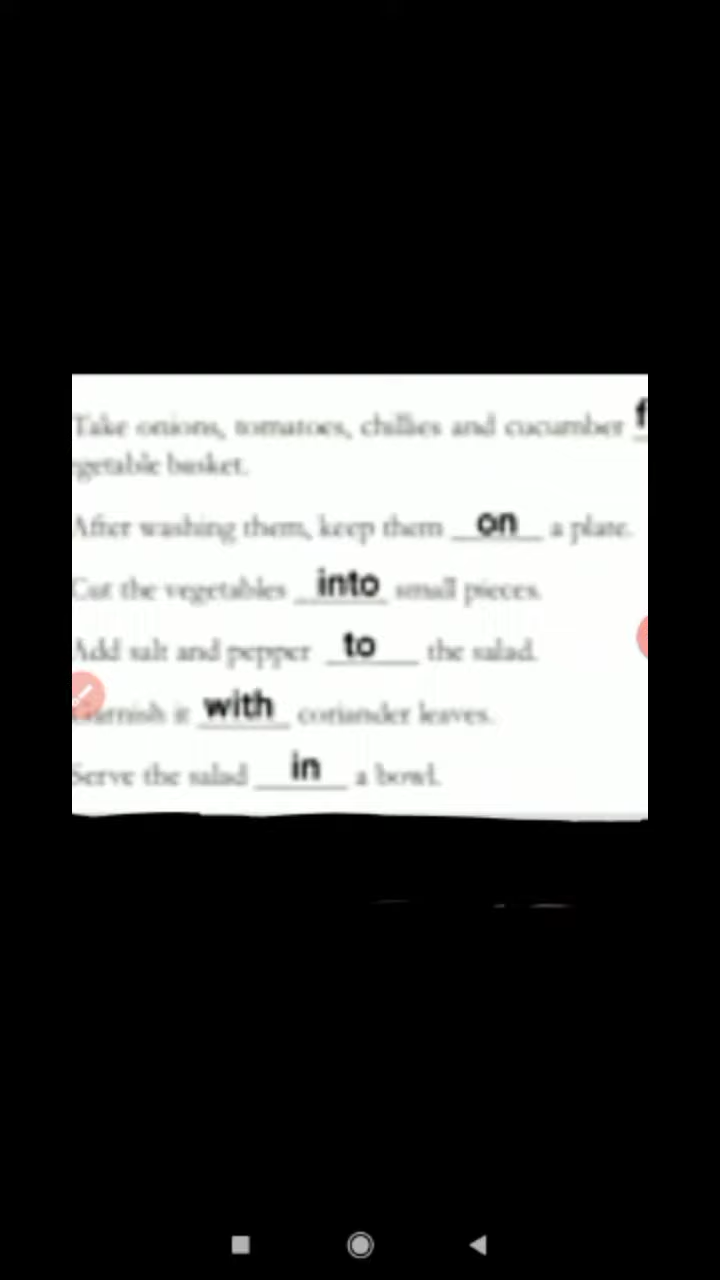 Take onions, tomatoes, chillies and cucumber f
getable basket.
After washing them, keep them on a plate.
Cut the vegetables into small pieces.
Add salt and pepper to the salad.
Garnish it with coriander leaves.
Serve the salad in a bowl.